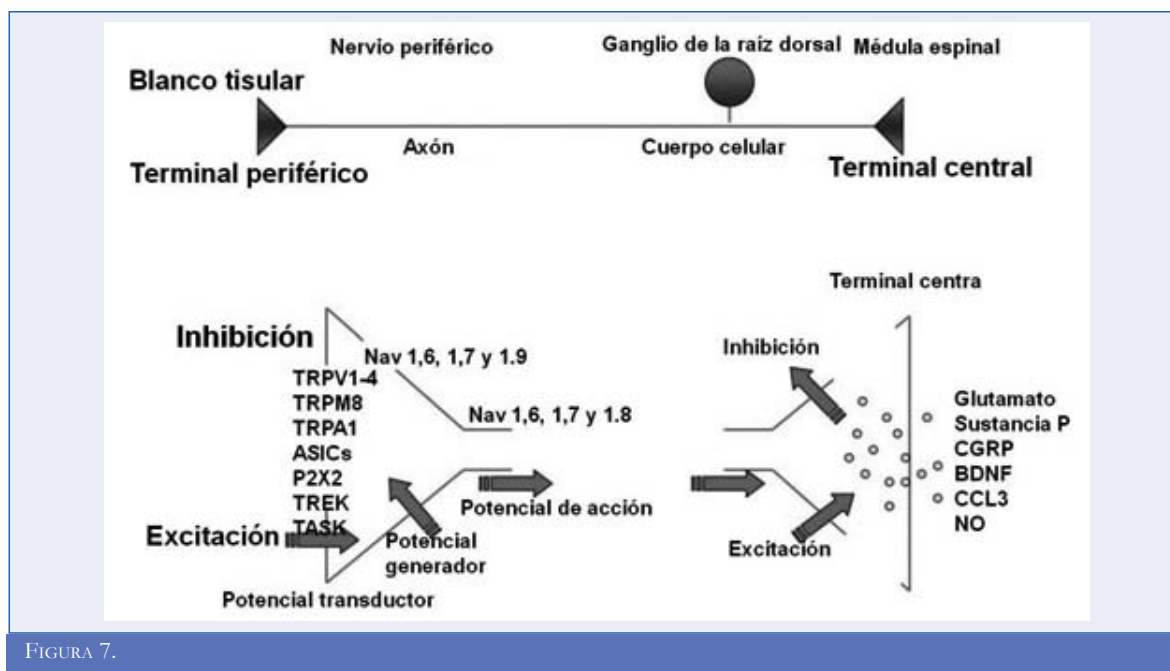 Nervio periférico
Ganglio de la raíz dorsal
Médula espinal
Blanco tisular
Axón
Cuerpo celular
Terminal periférico
Terminal central
Terminal centra
Inhibición
Nav 1,6, 1,7 y 1.9
Inhibición
TRPV1-4
TRPM8
TRPA1
ASICs
P2X2
TREK
TASK
Nav 1,6, 1,7 y 1.8
Glutamato
Sustancia P
CGRP
BDNF
CCL3
NO
Potencial de acción
Excitación
Potencial
generador
Excitación
Potencial transductor
FIGURA 7.